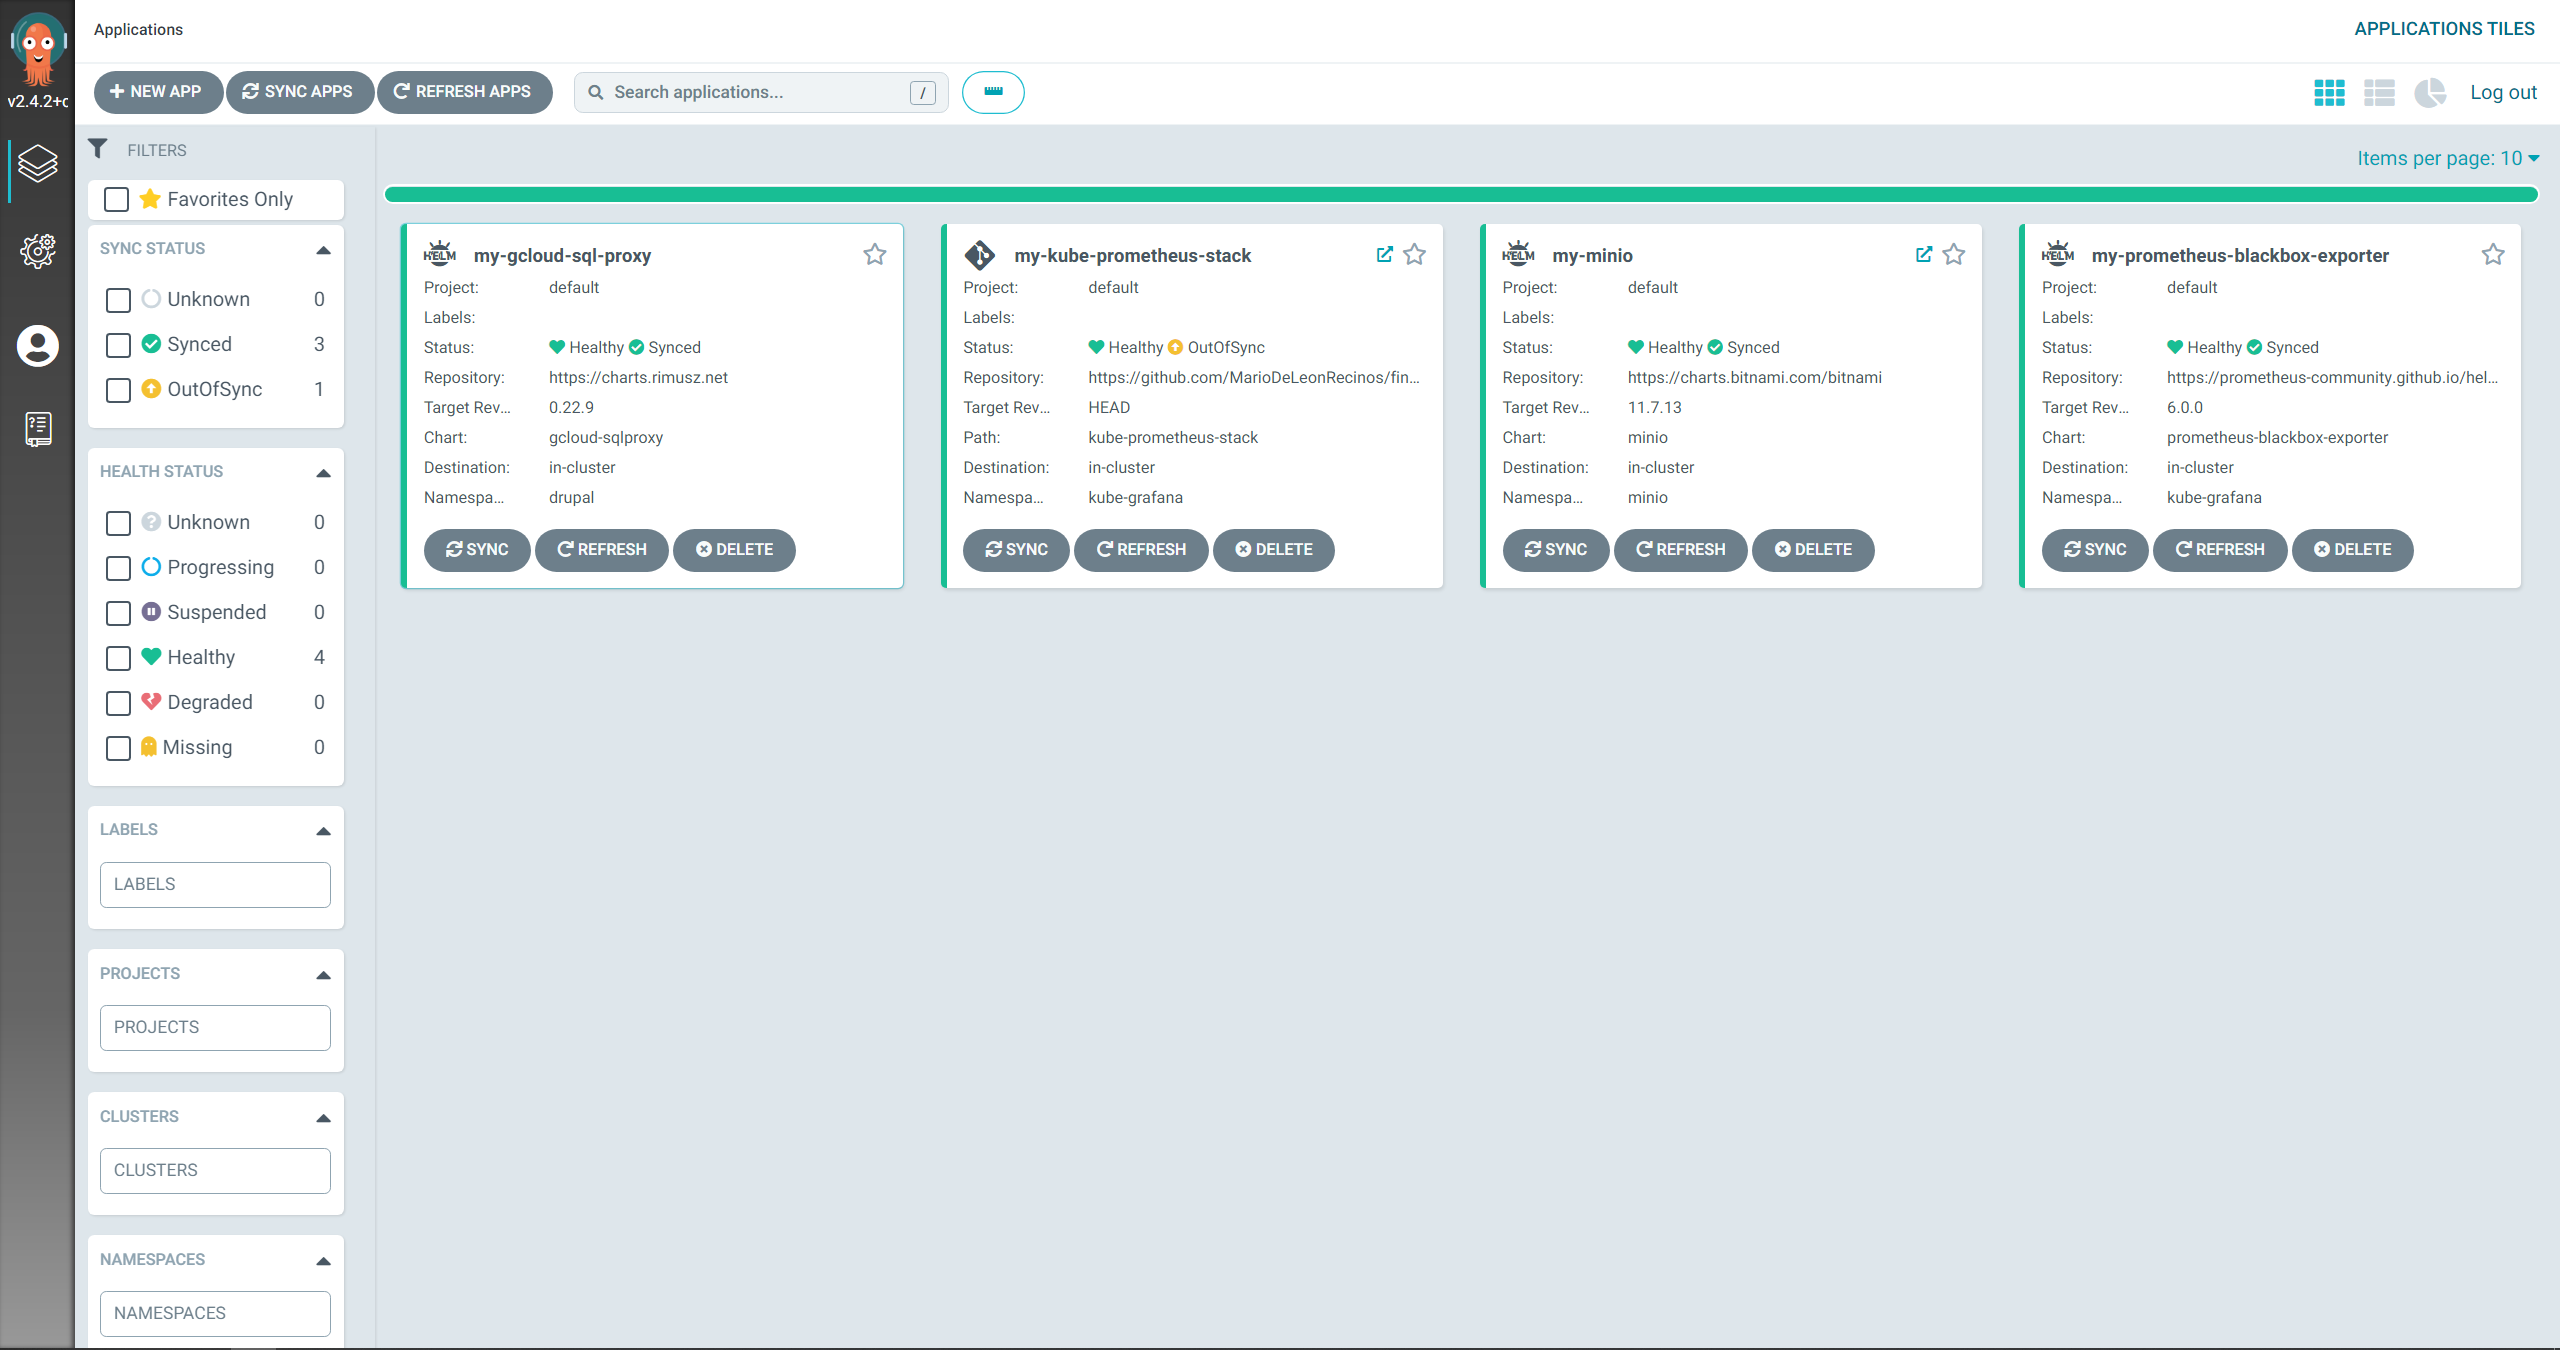 v2.4.2+c
Applications
APPLICATIONS TILES
NEW APP
SYNC APPS
REFRESH APPS
Search applications...
/
Log out
FILTERS
Items per page: 10
Favorites Only
SYNC STATUS
Unknown 0
Synced 3
OutOfSync 1
HEALTH STATUS
Unknown 0
Progressing 0
Suspended 0
Healthy 4
Degraded 0
Missing 0
LABELS
LABELS
PROJECTS
PROJECTS
CLUSTERS
CLUSTERS
NAMESPACES
NAMESPACES
HELM my-gcloud-sql-proxy
Project: default
Labels:
Status: Healthy Synced
Repository: https://charts.rimusz.net
Target Rev... 0.22.9
Chart: gcloud-sqlproxy
Destination: in-cluster
Namespa... drupal
SYNC REFRESH DELETE
my-kube-prometheus-stack
Project: default
Labels:
Status: Healthy OutOfSync
Repository: https://github.com/MarioDeLeonRecinos/fin...
Target Rev... HEAD
Path: kube-prometheus-stack
Destination: in-cluster
Namespa... kube-grafana
SYNC REFRESH DELETE
HELM my-minio
Project: default
Labels:
Status: Healthy Synced
Repository: https://charts.bitnami.com/bitnami
Target Rev... 11.7.13
Chart: minio
Destination: in-cluster
Namespa... minio
SYNC REFRESH DELETE
HELM my-prometheus-blackbox-exporter
Project: default
Labels:
Status: Healthy Synced
Repository: https://prometheus-community.github.io/hel...
Target Rev... 6.0.0
Chart: prometheus-blackbox-exporter
Destination: in-cluster
Namespa... kube-grafana
SYNC REFRESH DELETE